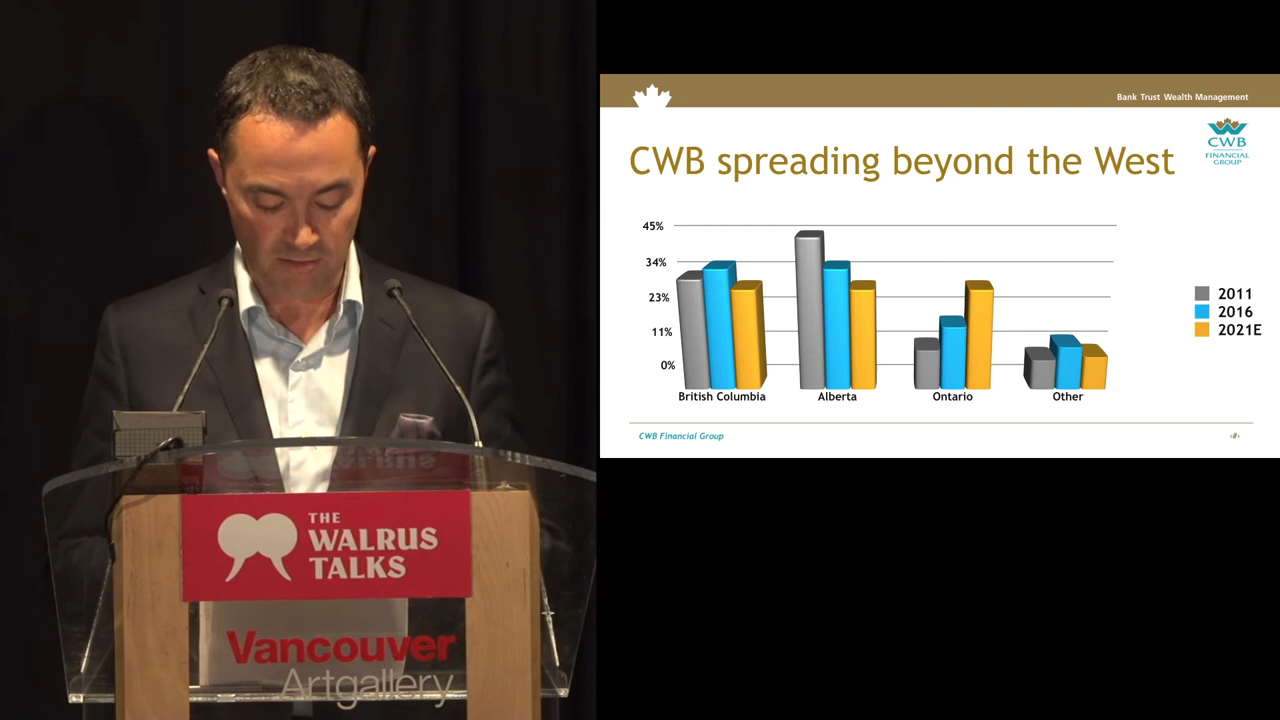 THE
WALRUS
TALKS
Vancouver
Artgallery
Bank Trust Wealth Management
CWB
FINANCIAL
GROUP
CWB spreading beyond the West
45%
34%
23%
11%
0%
British Columbia
Alberta
Ontario
Other
2011
2016
2021E
CWB Financial Group
‹#›